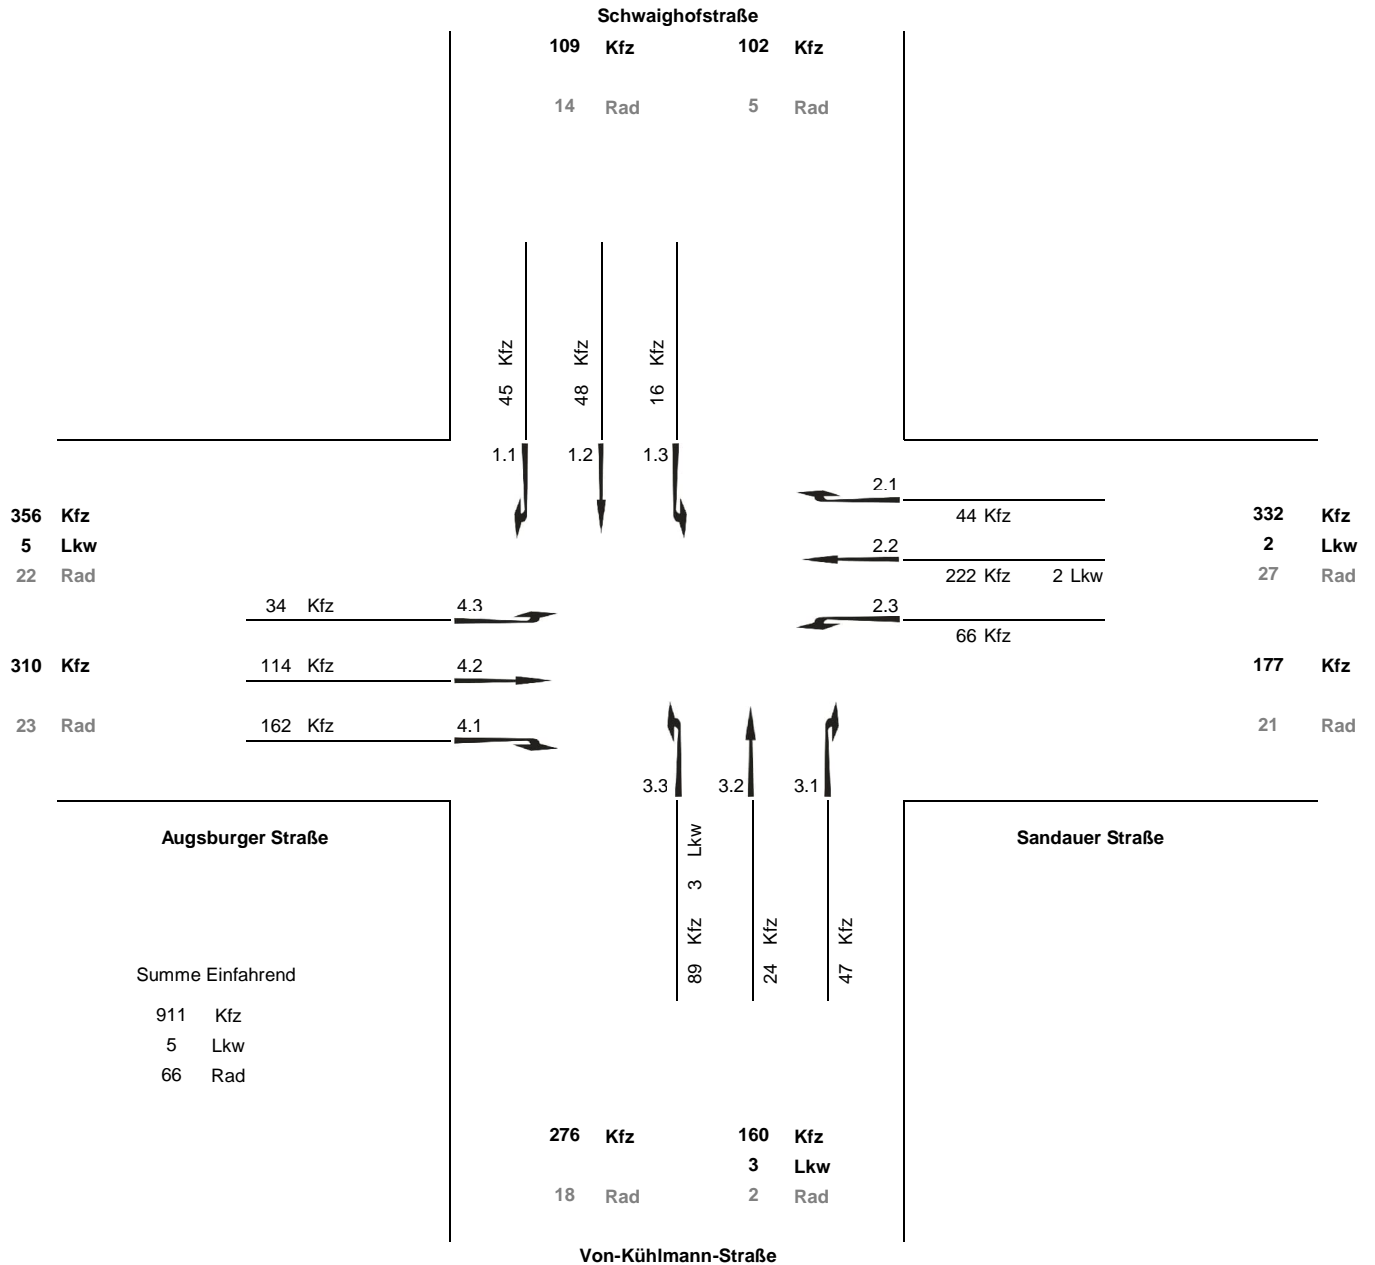 Schwaighofstraße
109 Kfz 102 Kfz
14 Rad 5 Rad
45 Kfz
48 Kfz
16 Kfz
1.1 1.2 1.3
2.1
44 Kfz
2.2
222 Kfz 2 Lkw
2.3
66 Kfz
356 Kfz
5 Lkw
22 Rad
332 Kfz
2 Lkw
27 Rad
34 Kfz 4.3
114 Kfz 4.2
162 Kfz 4.1
310 Kfz
23 Rad
177 Kfz
21 Rad
3.3 3.2 3.1
89 Kfz 3 Lkw
24 Kfz
47 Kfz
Augsburger Straße
Sandauer Straße
Summe Einfahrend
911 Kfz
5 Lkw
66 Rad
276 Kfz 160 Kfz
3 Lkw
18 Rad 2 Rad
Von-Kühlmann-Straße